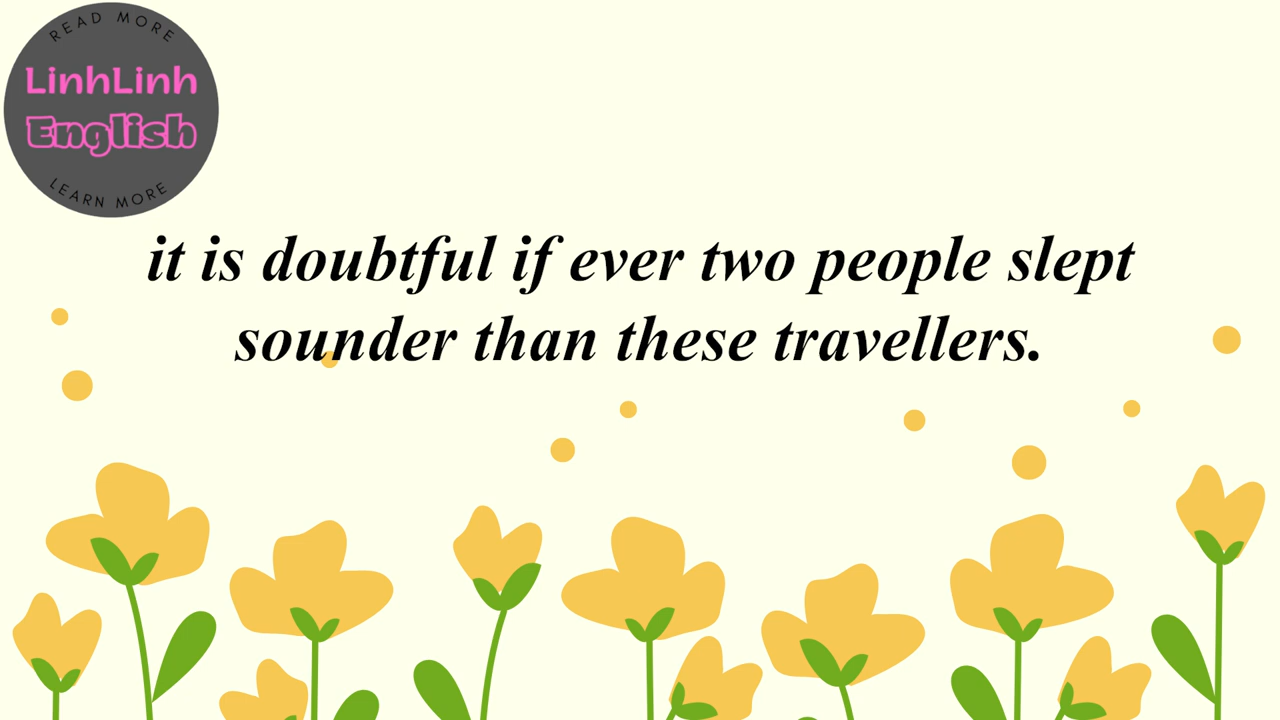 READ MORE
LinhLinh
English
LEARN MORE
it is doubtful if ever two people slept
sounder than these travellers.